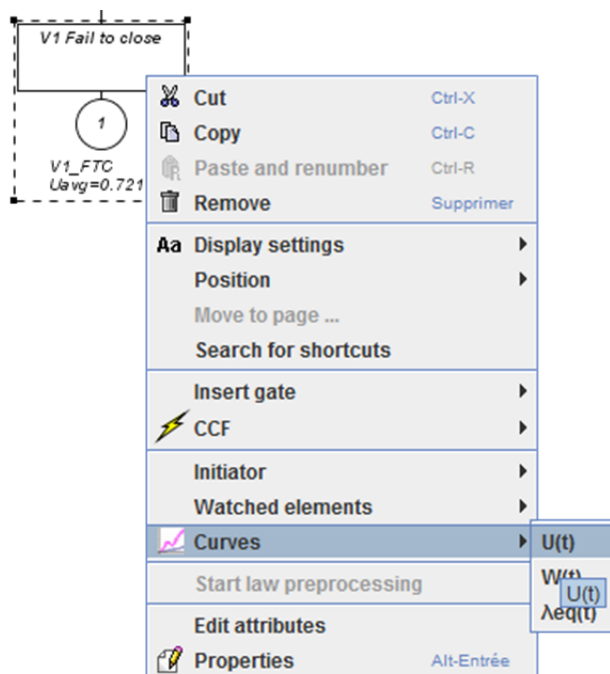 V1 Fail to close
1
V1_FTC
Uavg=0.721
Cut Ctrl-X
Copy Ctrl-C
Paste and renumber Ctrl-R
Remove Supprimer
Aa Display settings
Position
Move to page ...
Search for shortcuts
Insert gate
CCF
Initiator
Watched elements
Curves
U(t)
W(t)
U(t)
λeq(t)
Start law preprocessing
Edit attributes
Properties Alt-Entrée